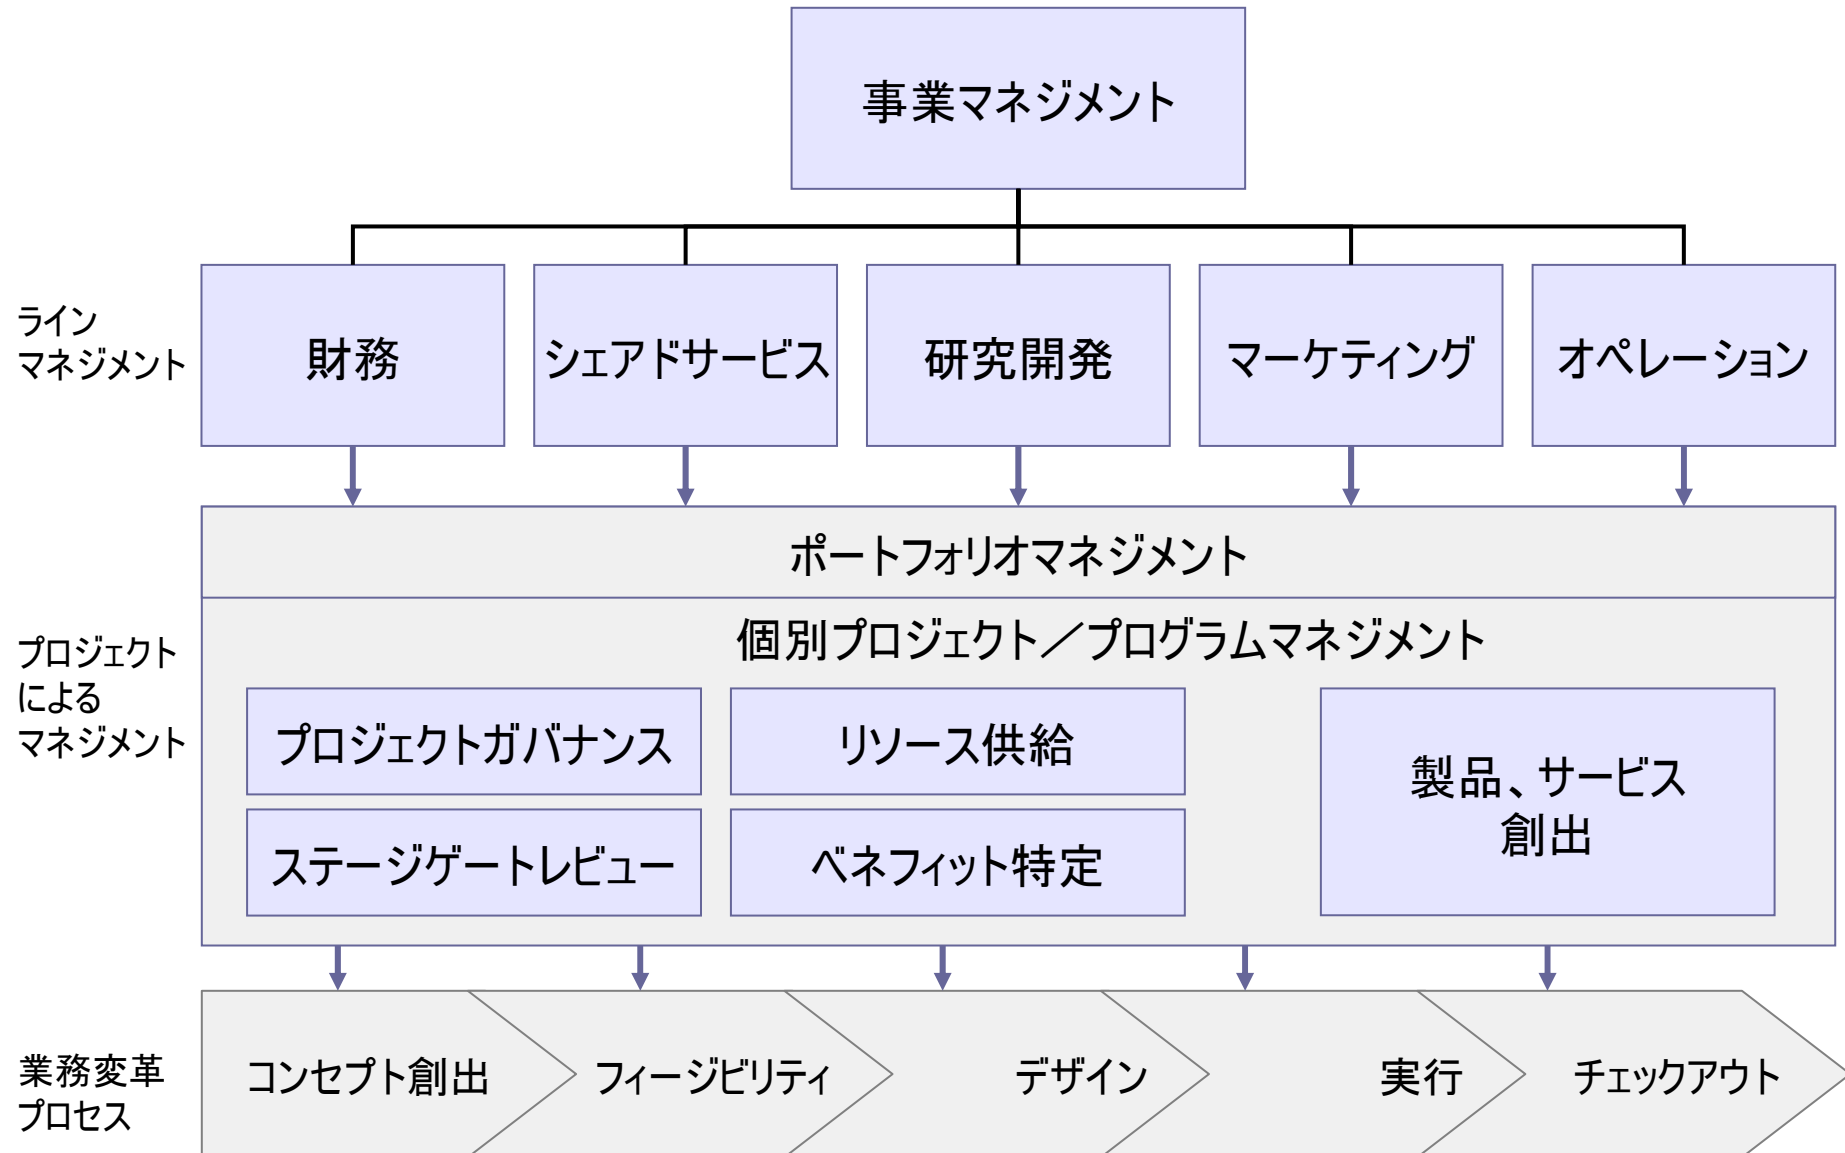 事業マネジメント
ライン
マネジメント
財務
シェアドサービス
研究開発
マーケティング
オペレーション
ポートフォリオマネジメント
プロジェクト
による
マネジメント
個別プロジェクト／プログラムマネジメント
プロジェクトガバナンス
リソース供給
ステージゲートレビュー
ベネフィット特定
製品、サービス
創出
業務変革
プロセス
コンセプト創出
フィージビリティ
デザイン
実行
チェックアウト